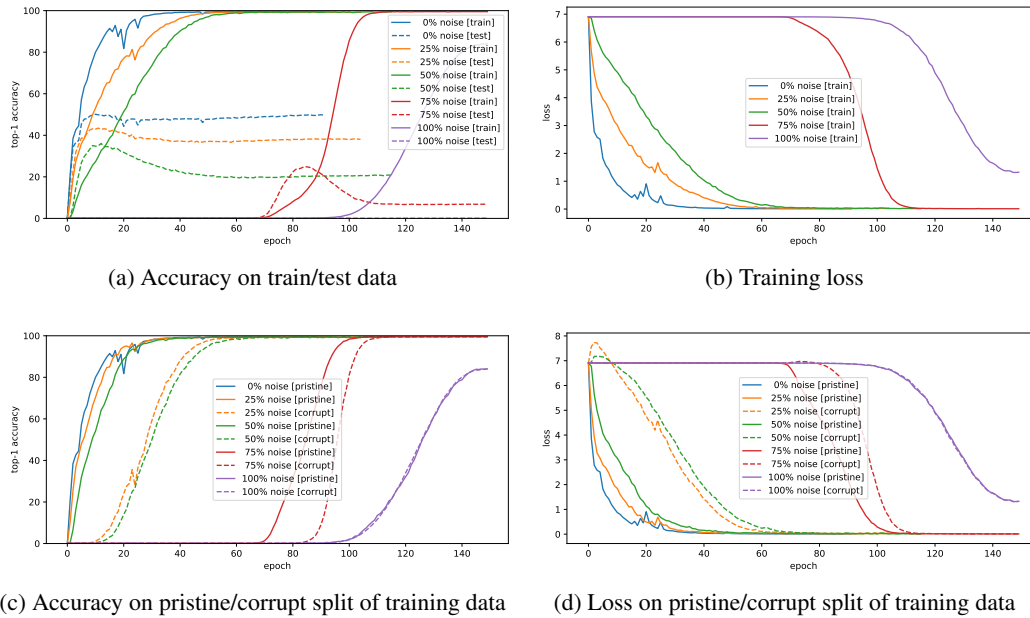 100
80
60
40
20
0
top-1 accuracy
0% noise [train]
0% noise [test]
25% noise [train]
25% noise [test]
50% noise [train]
50% noise [test]
75% noise [train]
75% noise [test]
100% noise [train]
100% noise [test]
0 20 40 60 80 100 120 140
epoch
(a) Accuracy on train/test data
7
6
5
4
3
2
1
0
loss
0% noise [train]
25% noise [train]
50% noise [train]
75% noise [train]
100% noise [train]
0 20 40 60 80 100 120 140
epoch
(b) Training loss
100
80
60
40
20
0
top-1 accuracy
0% noise [pristine]
25% noise [pristine]
25% noise [corrupt]
50% noise [pristine]
50% noise [corrupt]
75% noise [pristine]
75% noise [corrupt]
100% noise [pristine]
100% noise [corrupt]
0 20 40 60 80 100 120 140
epoch
(c) Accuracy on pristine/corrupt split of training data
8
7
6
5
4
3
2
1
0
loss
0% noise [pristine]
25% noise [pristine]
25% noise [corrupt]
50% noise [pristine]
50% noise [corrupt]
75% noise [pristine]
75% noise [corrupt]
100% noise [pristine]
100% noise [corrupt]
0 20 40 60 80 100 120 140
epoch
(d) Loss on pristine/corrupt split of training data